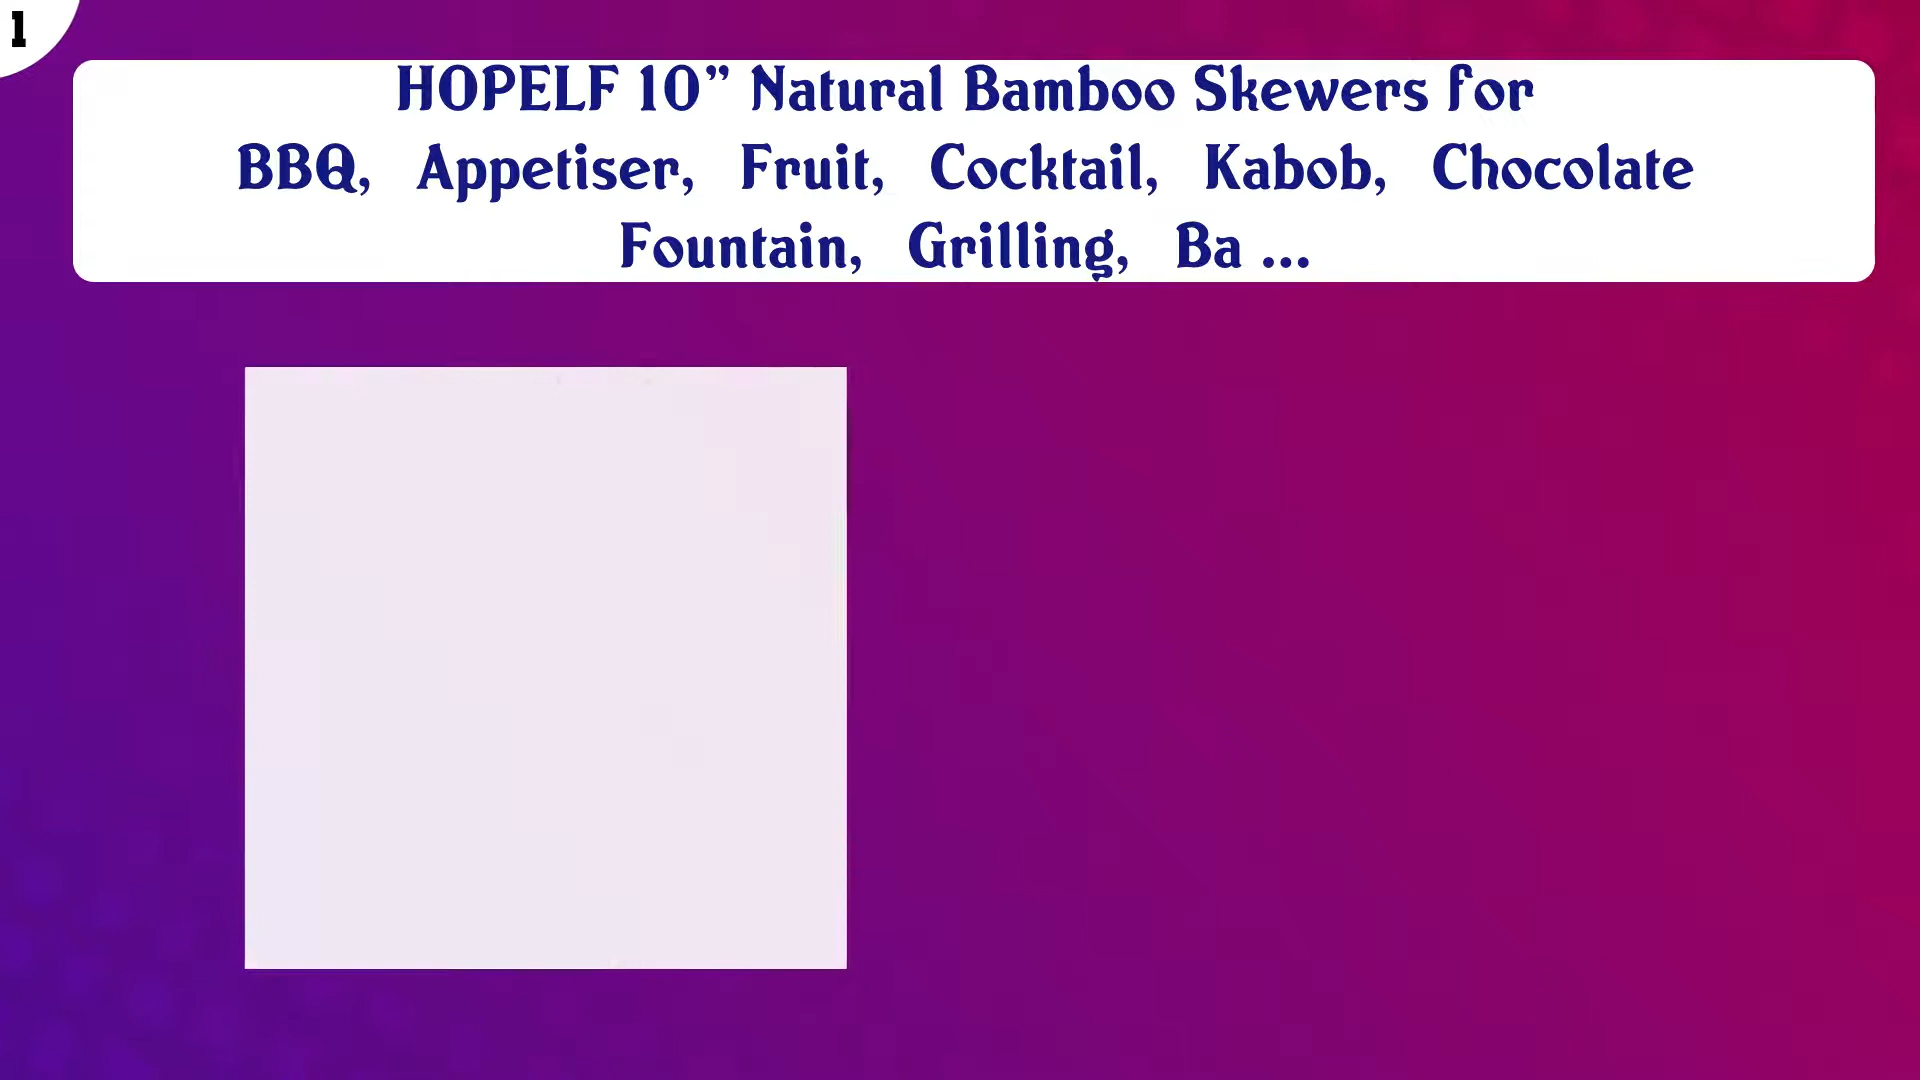 1
HOPELF 10” Natural Bamboo Skewers for
BBQ, Appetiser, Fruit, Cocktail, Kabob, Chocolate
Fountain, Grilling, Ba ...